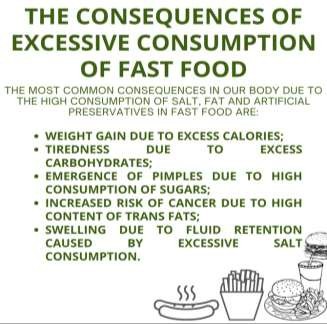 THE CONSEQUENCES OF
EXCESSIVE CONSUMPTION
OF FAST FOOD
THE MOST COMMON CONSEQUENCES IN OUR BODY DUE TO
THE HIGH CONSUMPTION OF SALT, FAT AND ARTIFICIAL
PRESERVATIVES IN FAST FOOD ARE:
• WEIGHT GAIN DUE TO EXCESS CALORIES;
• TIREDNESS DUE TO EXCESS
CARBOHYDRATES;
• EMERGENCE OF PIMPLES DUE TO HIGH
CONSUMPTION OF SUGARS;
• INCREASED RISK OF CANCER DUE TO HIGH
CONTENT OF TRANS FATS;
• SWELLING DUE TO FLUID RETENTION
CAUSED BY EXCESSIVE SALT
CONSUMPTION.